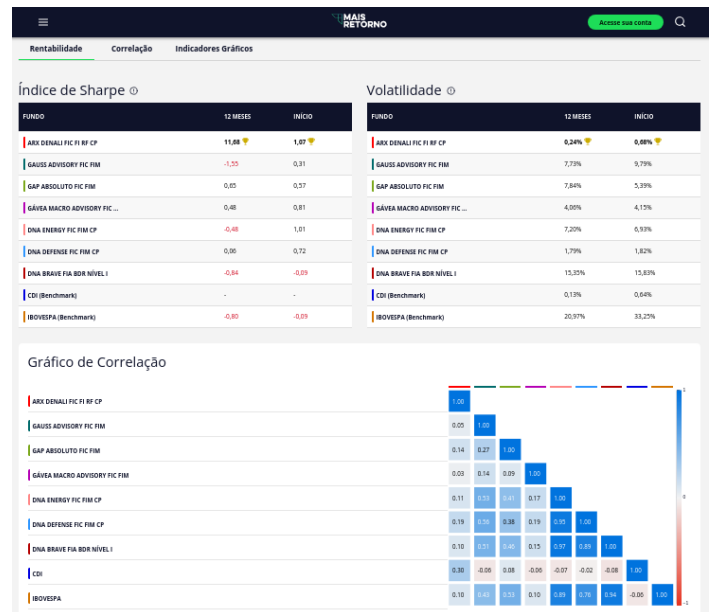 MAIS
RETORNO
Acesse sua conta
Rentabilidade Correlação Indicadores Gráficos
Índice de Sharpe
FUNDO 12 MESES INÍCIO
ARX DENALI FIC FI RF CP 11,68 1,07
GAUSS ADVISORY FIC FIM -1,55 0,31
GAP ABSOLUTO FIC FIM 0,65 0,57
GÁVEA MACRO ADVISORY FIC ... 0,48 0,81
DNA ENERGY FIC FIM CP -0,48 1,01
DNA DEFENSE FIC FIM CP 0,06 0,72
DNA BRAVE FIA BDR NÍVEL I -0,84 -0,09
CDI (Benchmark) - -
IBOVESPA (Benchmark) -0,80 -0,09
Volatilidade
FUNDO 12 MESES INÍCIO
ARX DENALI FIC FI RF CP 0,24% 0,68%
GAUSS ADVISORY FIC FIM 7,73% 9,79%
GAP ABSOLUTO FIC FIM 7,84% 5,39%
GÁVEA MACRO ADVISORY FIC ... 4,06% 4,15%
DNA ENERGY FIC FIM CP 7,20% 6,93%
DNA DEFENSE FIC FIM CP 1,79% 1,82%
DNA BRAVE FIA BDR NÍVEL I 15,35% 15,83%
CDI (Benchmark) 0,13% 0,64%
IBOVESPA (Benchmark) 20,97% 33,25%
Gráfico de Correlação
1
ARX DENALI FIC FI RF CP 1.00
GAUSS ADVISORY FIC FIM 0.05 1.00
GAP ABSOLUTO FIC FIM 0.14 0.27 1.00
GÁVEA MACRO ADVISORY FIC FIM 0.03 0.14 0.09 1.00
0
DNA ENERGY FIC FIM CP 0.11 0.53 0.41 0.17 1.00
DNA DEFENSE FIC FIM CP 0.19 0.56 0.38 0.19 0.95 1.00
DNA BRAVE FIA BDR NÍVEL I 0.10 0.51 0.46 0.15 0.97 0.89 1.00
CDI 0.30 -0.06 0.08 -0.06 -0.07 -0.02 -0.08 1.00
IBOVESPA 0.10 0.43 0.53 0.10 0.89 0.76 0.94 -0.06 1.00
-1